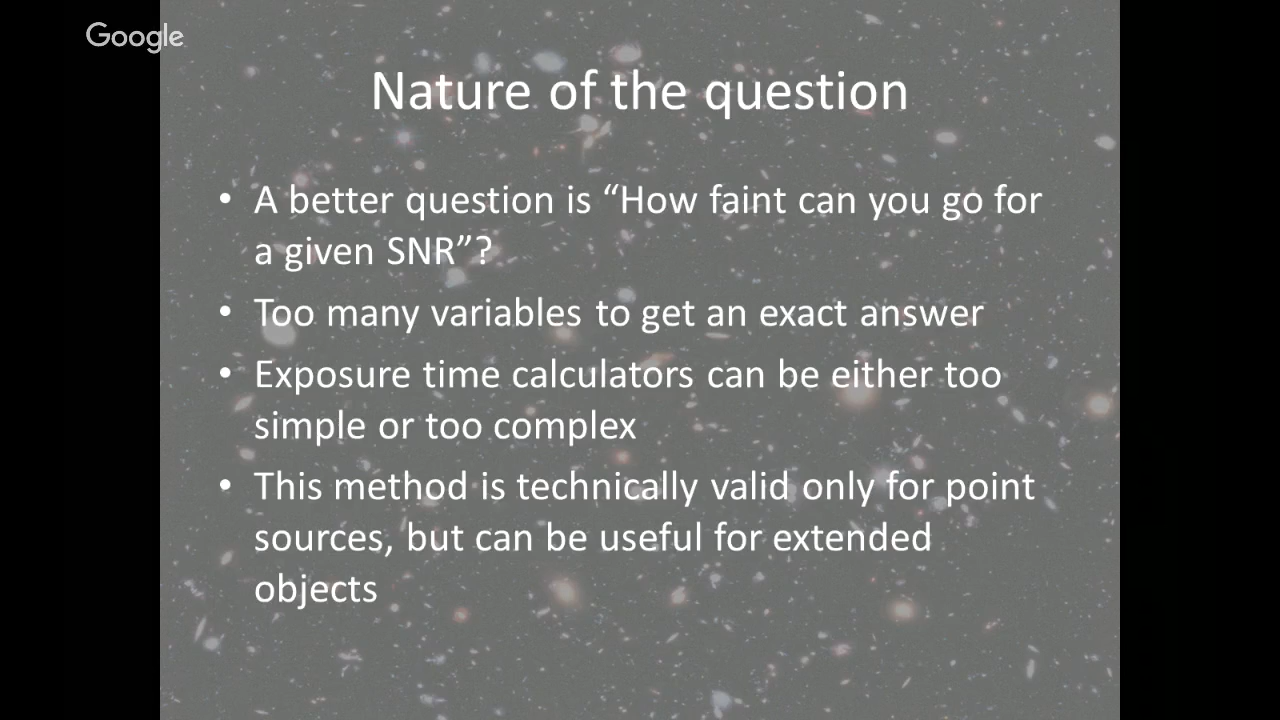 Google
Nature of the question
• A better question is “How faint can you go for
a given SNR”?
• Too many variables to get an exact answer
• Exposure time calculators can be either too
simple or too complex
• This method is technically valid only for point
sources, but can be useful for extended
objects